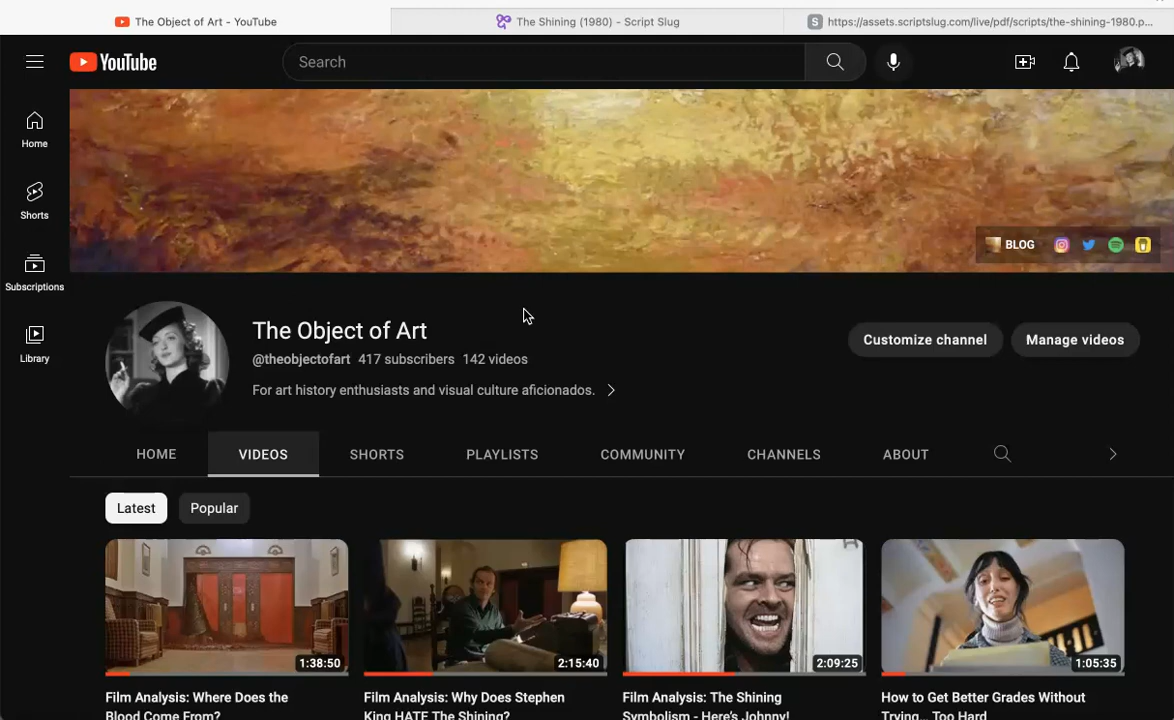 The Object of Art - YouTube
The Shining (1980) - Script Slug
S https://assets.scriptslug.com/live/pdf/scripts/the-shining-1980.p...
YouTube
Search
Home
Shorts
Subscriptions
Library
BLOG
The Object of Art
@theobjectofart 417 subscribers 142 videos
For art history enthusiasts and visual culture aficionados.
Customize channel
Manage videos
HOME VIDEOS SHORTS PLAYLISTS COMMUNITY CHANNELS ABOUT
Latest Popular
1:38:50
2:15:40
2:09:25
1:05:35
Film Analysis: Where Does the
Blood Come From?
Film Analysis: Why Does Stephen
King HATE The Shining?
Film Analysis: The Shining
Symbolism - Here's Johnny!
How to Get Better Grades Without
Trying... Too Hard